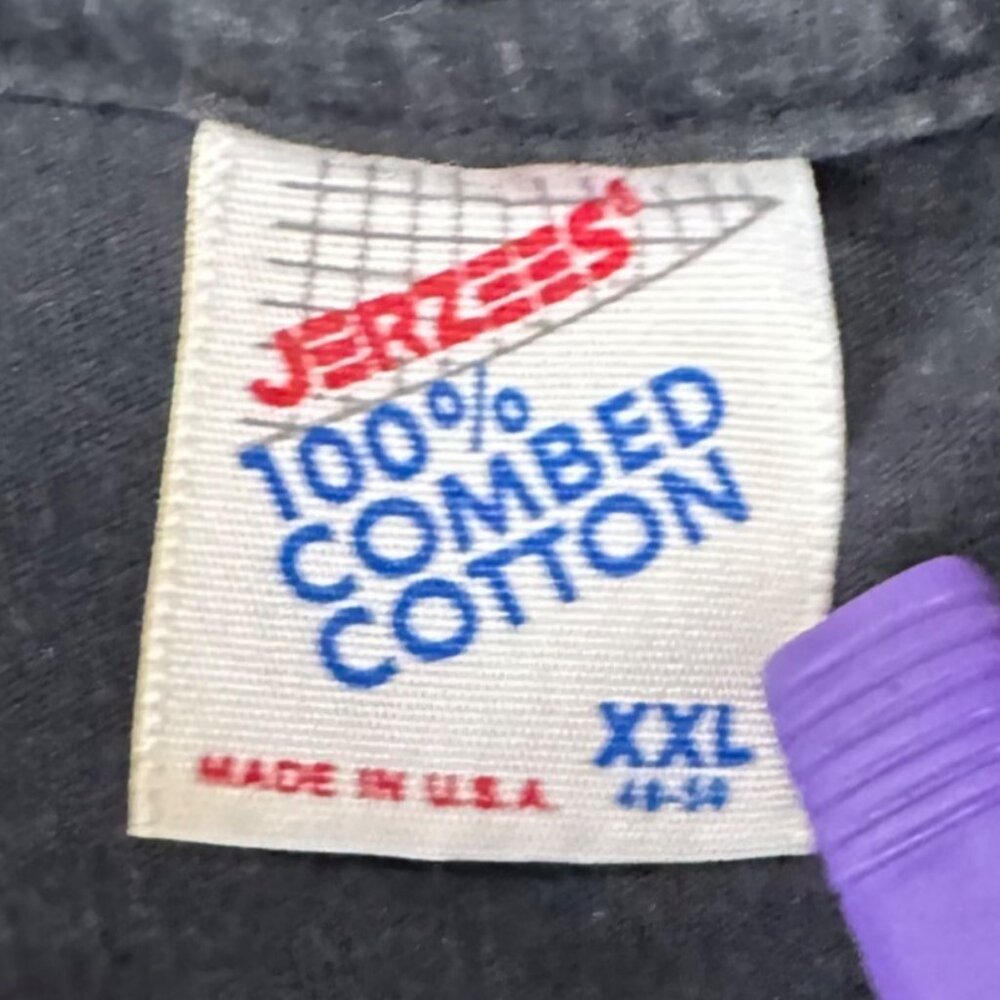 JERZEES
100%
COMBED
COTTON
XXL
MADE IN U.S.A.